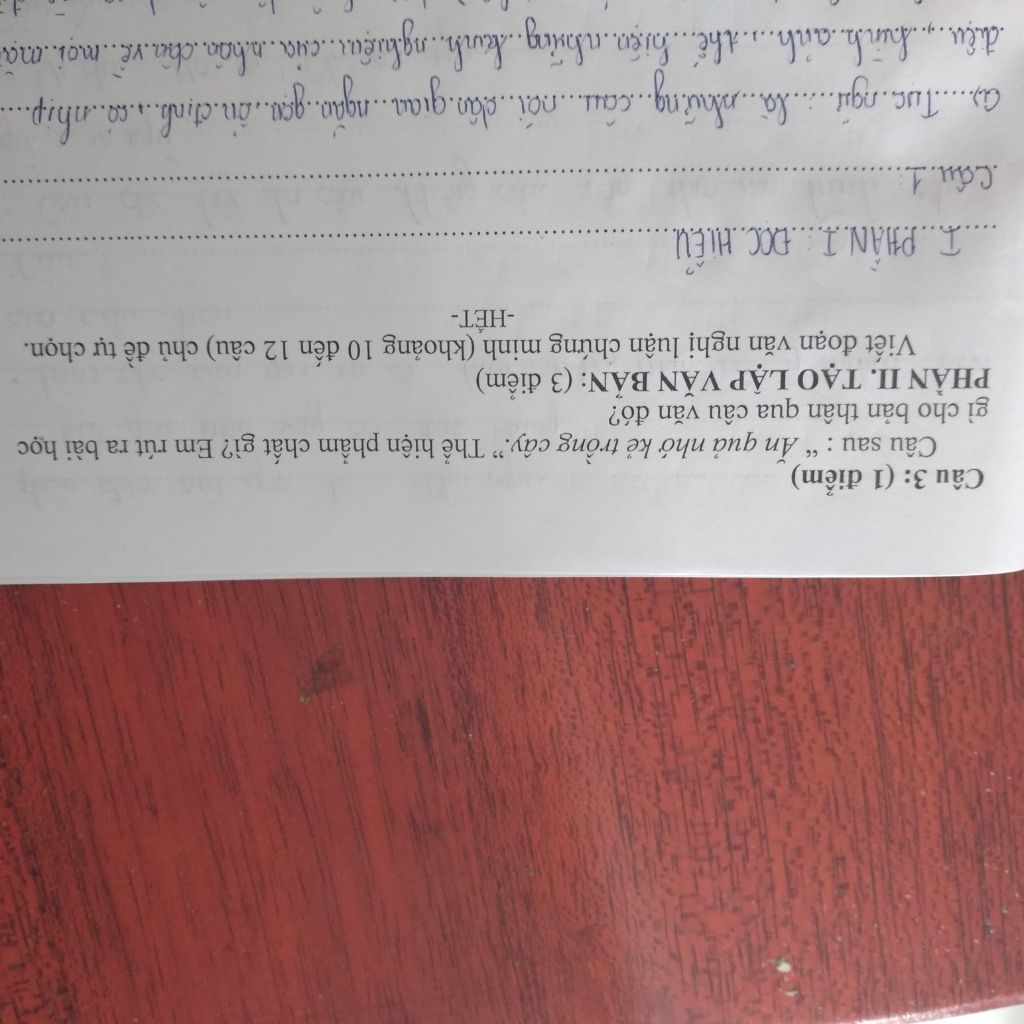 Câu 3: (1 điểm)
Câu sau : “ Ăn quả nhớ kẻ trồng cây.” Thể hiện phẩm chất gì? Em rút ra bài học
gì cho bản thân qua câu văn đó?
PHẦN II. TẠO LẬP VĂN BẢN: (3 điểm)
Viết đoạn văn nghị luận chứng minh (khoảng 10 đến 12 câu) chủ đề tự chọn.
-HẾT-
I. PHẦN I : ĐỌC HIỂU
Câu 1:
a) Tục ngữ : là những câu nói dân gian ngắn gọn ổn định, có nhịp
điệu, hình ảnh, thể hiện những kinh nghiệm của nhân dân về mọi mặt